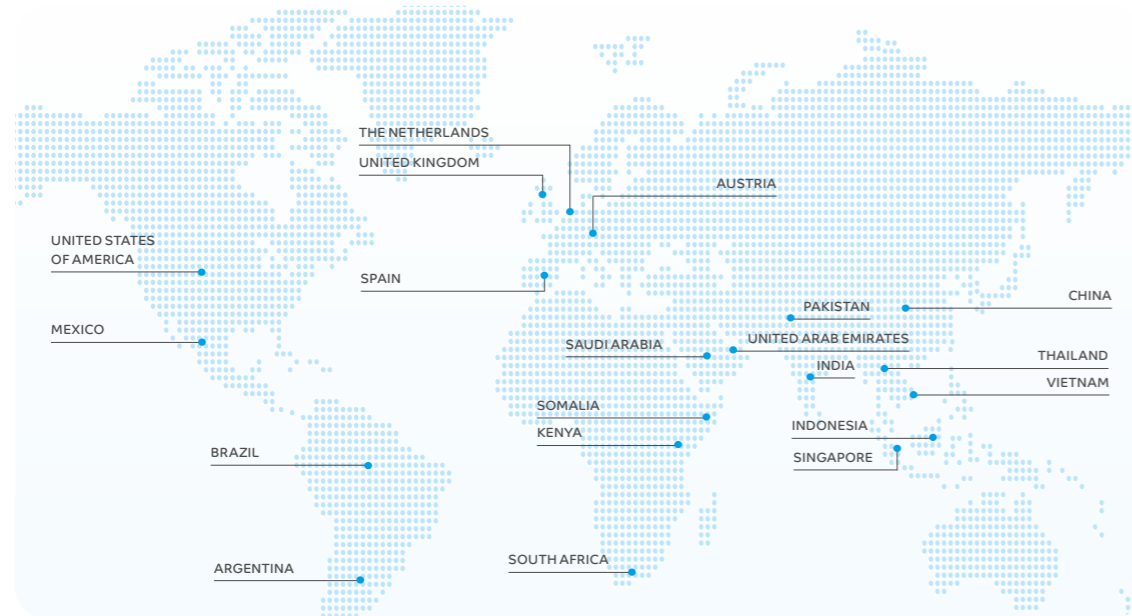 THE NETHERLANDS
UNITED KINGDOM
AUSTRIA
UNITED STATES
OF AMERICA
SPAIN
CHINA
PAKISTAN
MEXICO
UNITED ARAB EMIRATES
SAUDI ARABIA
THAILAND
INDIA
VIETNAM
SOMALIA
INDONESIA
KENYA
BRAZIL
SINGAPORE
SOUTH AFRICA
ARGENTINA